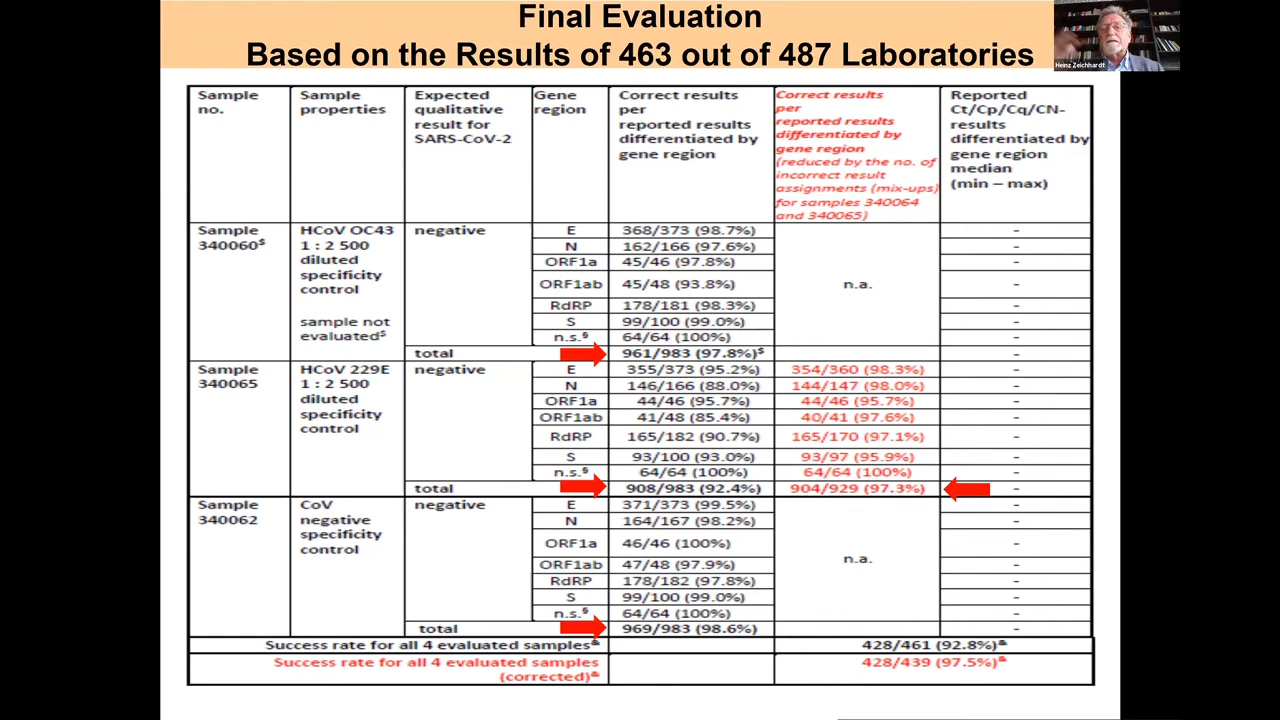 Final Evaluation
Based on the Results of 463 out of 487 Laboratories
Heinz Zeichhardt
Sample no. Sample properties Expected qualitative result for SARS-CoV-2 Gene region Correct results per reported results differentiated by gene region Correct results per reported results differentiated by gene region (reduced by the no. of incorrect result assignments (mix-ups) for samples 340064 and 340065) Reported Ct/Cp/Cq/CN-results differentiated by gene region median (min – max)
Sample 340060$ HCoV OC43 1 : 2 500 diluted specificity control sample not evaluated$ negative E 368/373 (98.7%) n.a. -
N 162/166 (97.6%) -
ORF1a 45/46 (97.8%) -
ORF1ab 45/48 (93.8%) -
RdRP 178/181 (98.3%) -
S 99/100 (99.0%) -
n.s.§ 64/64 (100%) -
total 961/983 (97.8%)$ -
Sample 340065 HCoV 229E 1 : 2 500 diluted specificity control negative E 355/373 (95.2%) 354/360 (98.3%) -
N 146/166 (88.0%) 144/147 (98.0%) -
ORF1a 44/46 (95.7%) 44/46 (95.7%) -
ORF1ab 41/48 (85.4%) 40/41 (97.6%) -
RdRP 165/182 (90.7%) 165/170 (97.1%) -
S 93/100 (93.0%) 93/97 (95.9%) -
n.s.§ 64/64 (100%) 64/64 (100%) -
total 908/983 (92.4%) 904/929 (97.3%) -
Sample 340062 CoV negative specificity control negative E 371/373 (99.5%) n.a. -
N 164/167 (98.2%) -
ORF1a 46/46 (100%) -
ORF1ab 47/48 (97.9%) -
RdRP 178/182 (97.8%) -
S 99/100 (99.0%) -
n.s.§ 64/64 (100%) -
total 969/983 (98.6%) -
Success rate for all 4 evaluated samples& 428/461 (92.8%)&
Success rate for all 4 evaluated samples (corrected)& 428/439 (97.5%)&